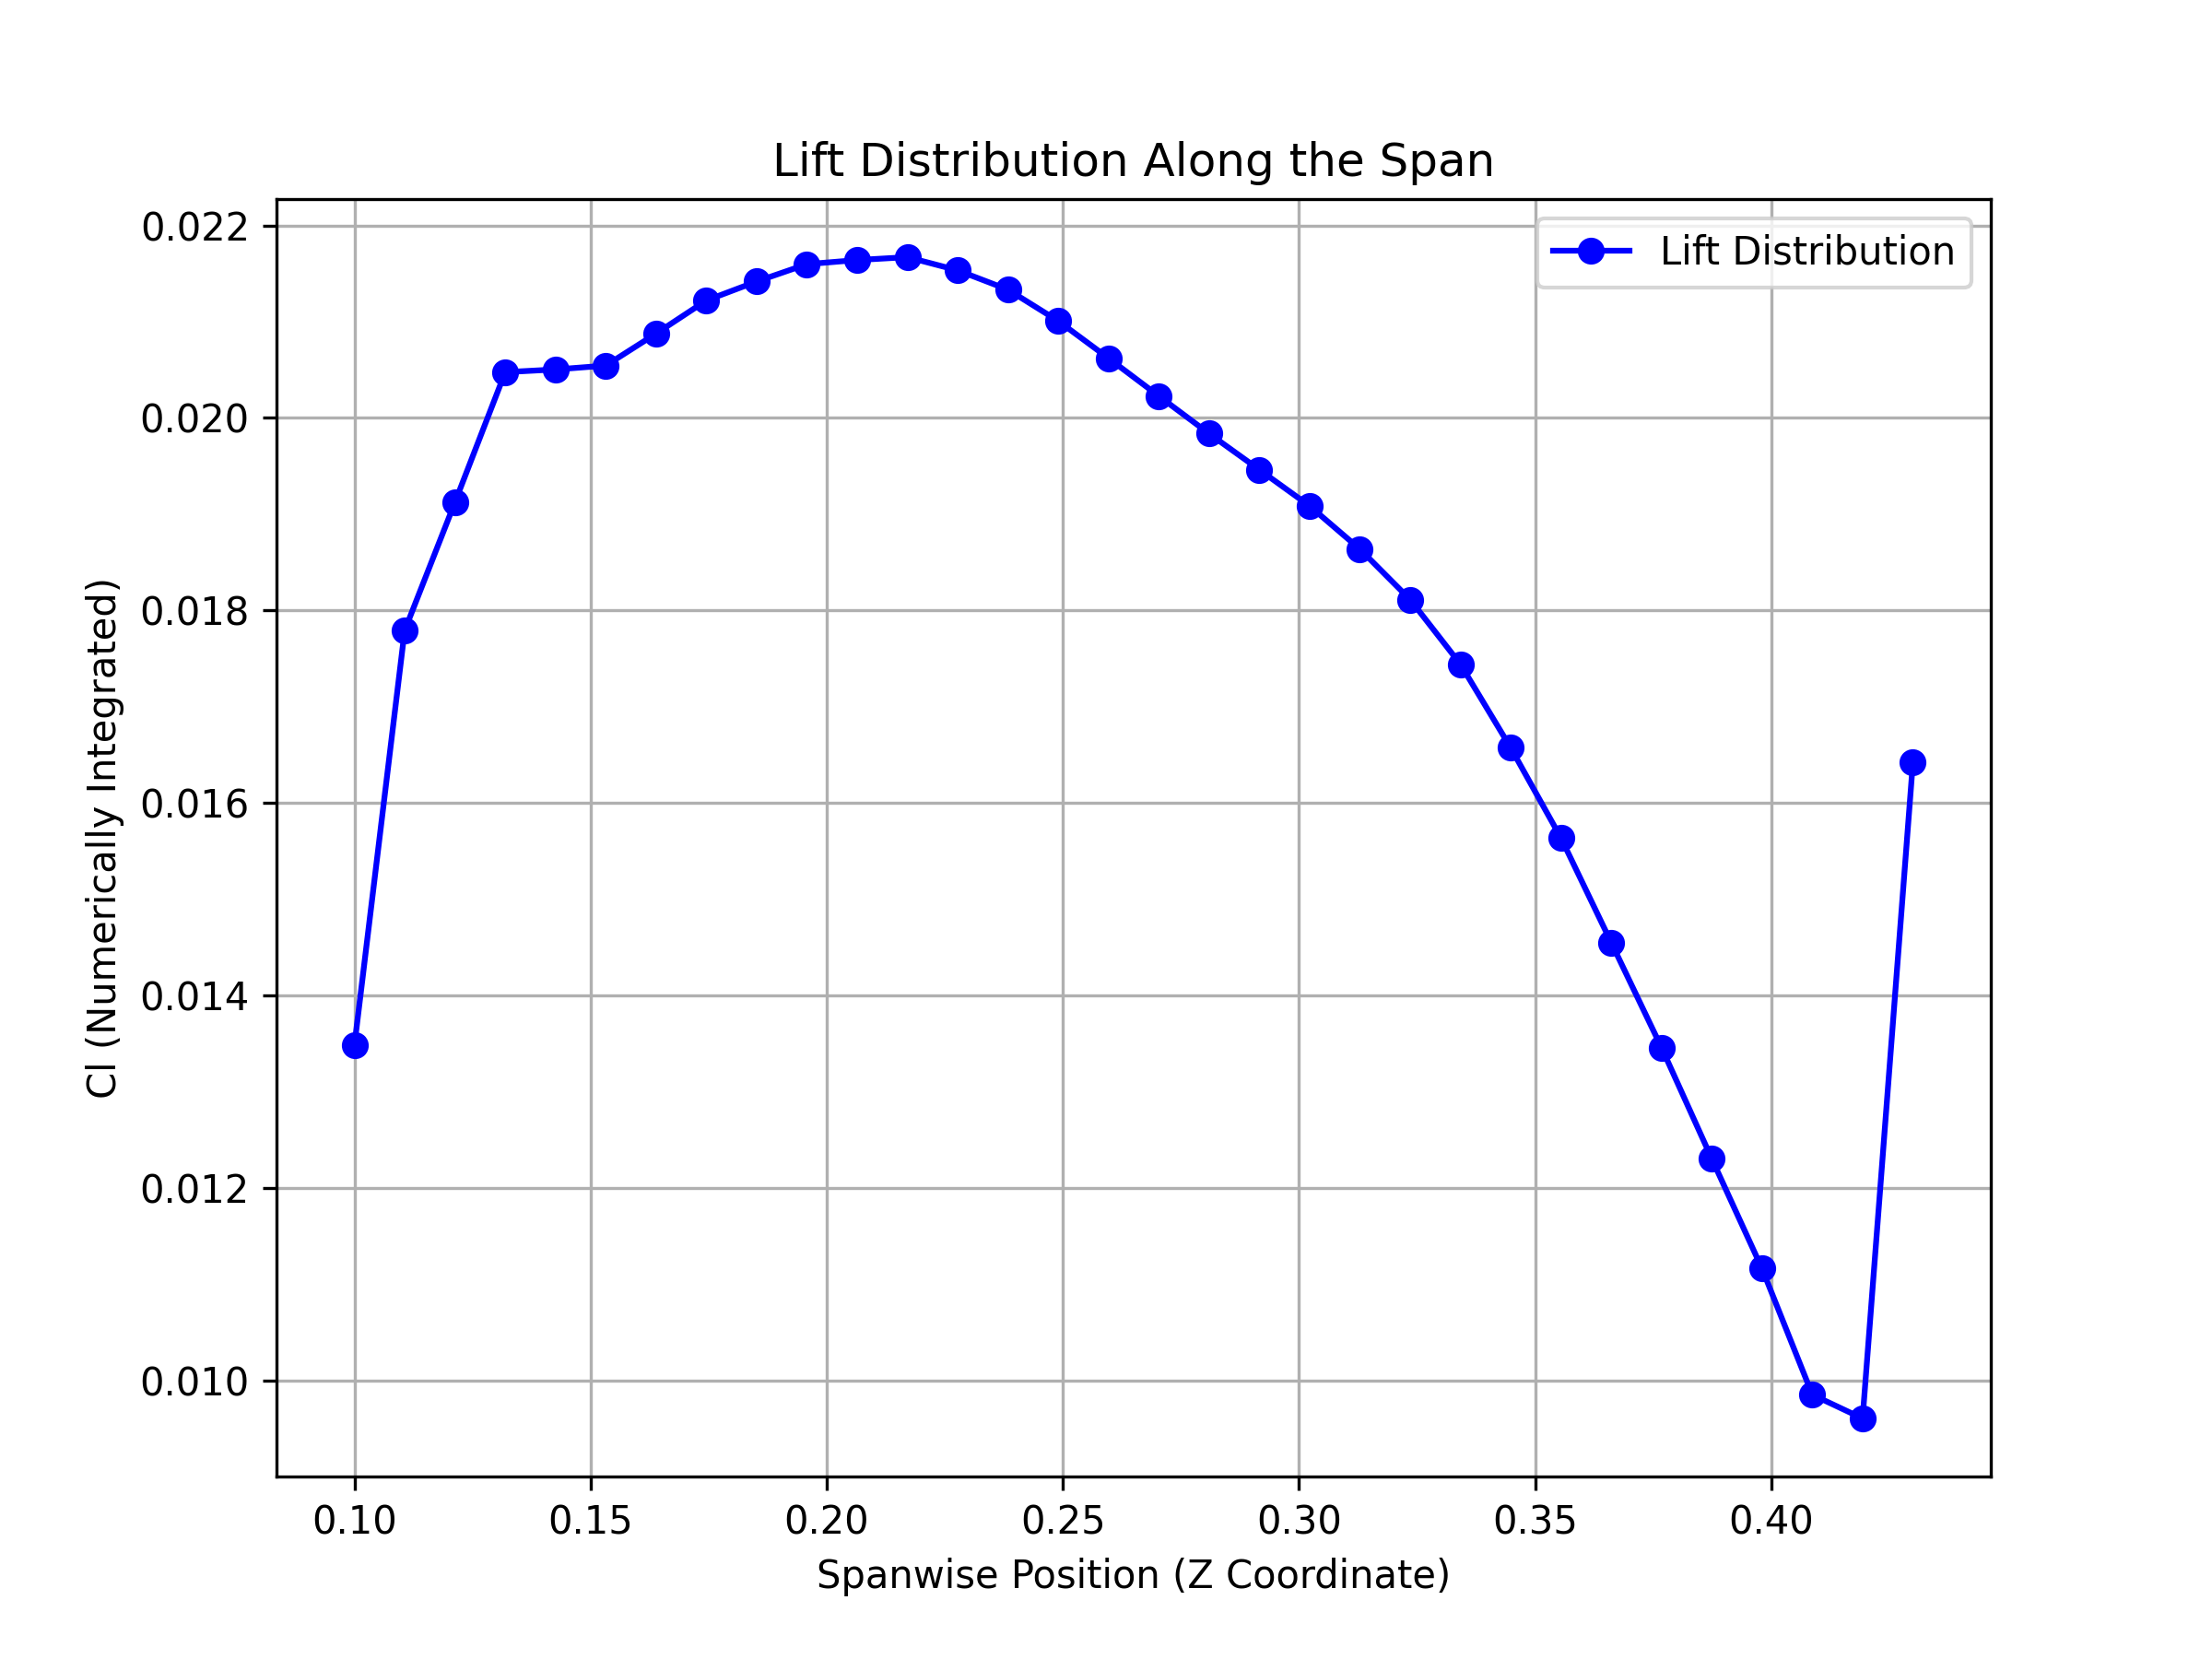 Lift Distribution Along the Span
Lift Distribution
0.022
0.020
0.018
0.016
0.014
0.012
0.010
Cl (Numerically Integrated)
0.10 0.15 0.20 0.25 0.30 0.35 0.40
Spanwise Position (Z Coordinate)